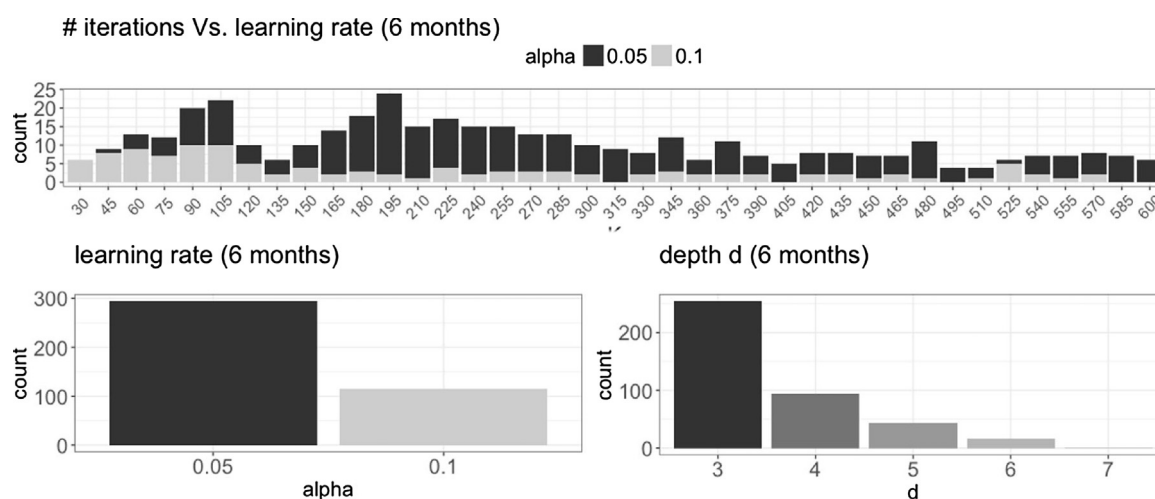 # iterations Vs. learning rate (6 months)
alpha 0.05 0.1
count
25
20
15
10
5
0
30 45 60 75 90 105 120 135 150 165 180 195 210 225 240 255 270 285 300 315 330 345 360 375 390 405 420 435 450 465 480 495 510 525 540 555 570 585 600
learning rate (6 months)
count
300
200
100
0
0.05 0.1
alpha
depth d (6 months)
count
200
100
0
3 4 5 6 7
d